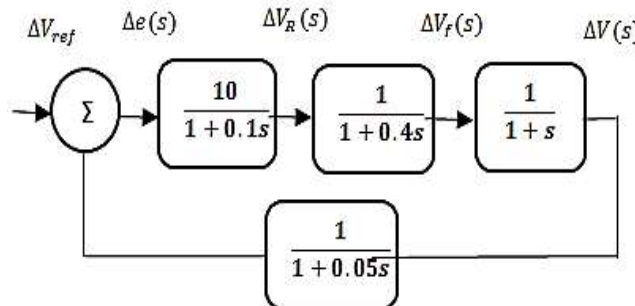 ΔV_ref Δe(s) ΔV_R(s) ΔV_f(s) ΔV(s)
Σ 10/(1+0.1s) 1/(1+0.4s) 1/(1+s)
1/(1+0.05s)